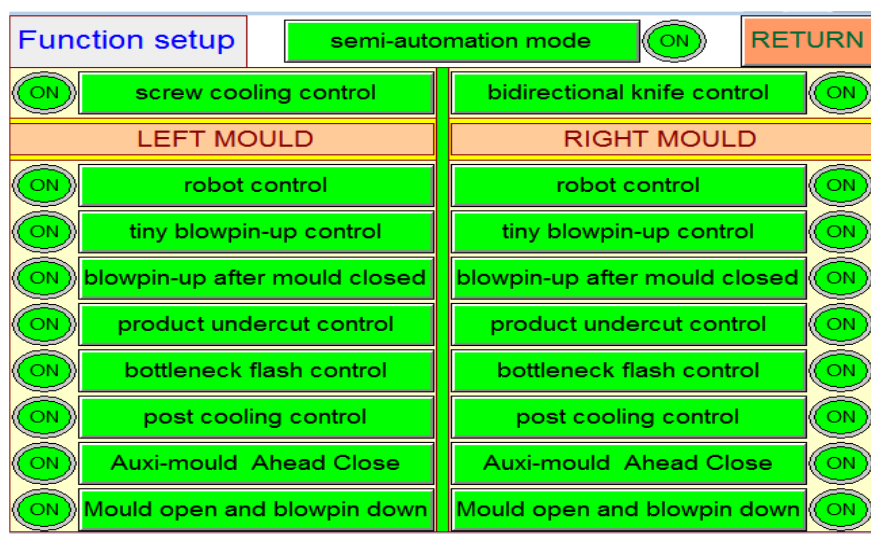 Function setup semi-automation mode ON RETURN
ON screw cooling control bidirectional knife control ON
LEFT MOULD RIGHT MOULD
ON robot control robot control ON
ON tiny blowpin-up control tiny blowpin-up control ON
ON blowpin-up after mould closed blowpin-up after mould closed ON
ON product undercut control product undercut control ON
ON bottleneck flash control bottleneck flash control ON
ON post cooling control post cooling control ON
ON Auxi-mould Ahead Close Auxi-mould Ahead Close ON
ON Mould open and blowpin down Mould open and blowpin down ON